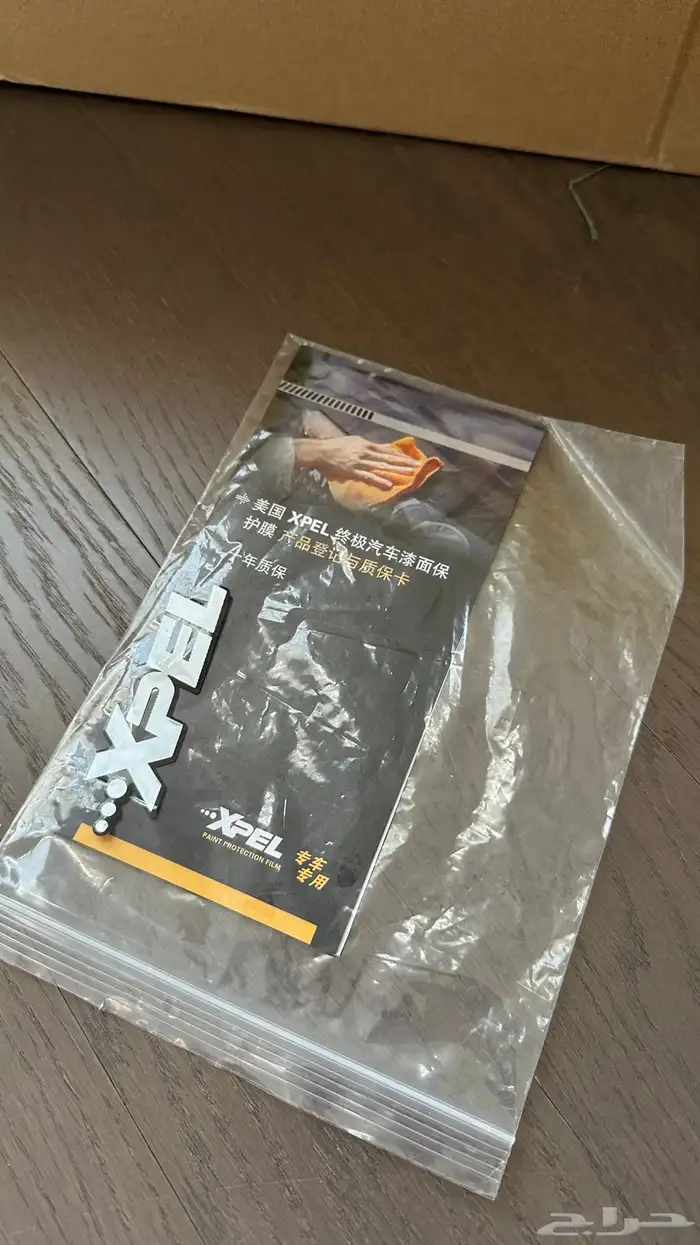 美国 XPEL 终极汽车漆面保
护膜 产品登记与质保卡
十年质保
XPEL
XPEL
PAINT PROTECTION FILM
专车
专用
حراج